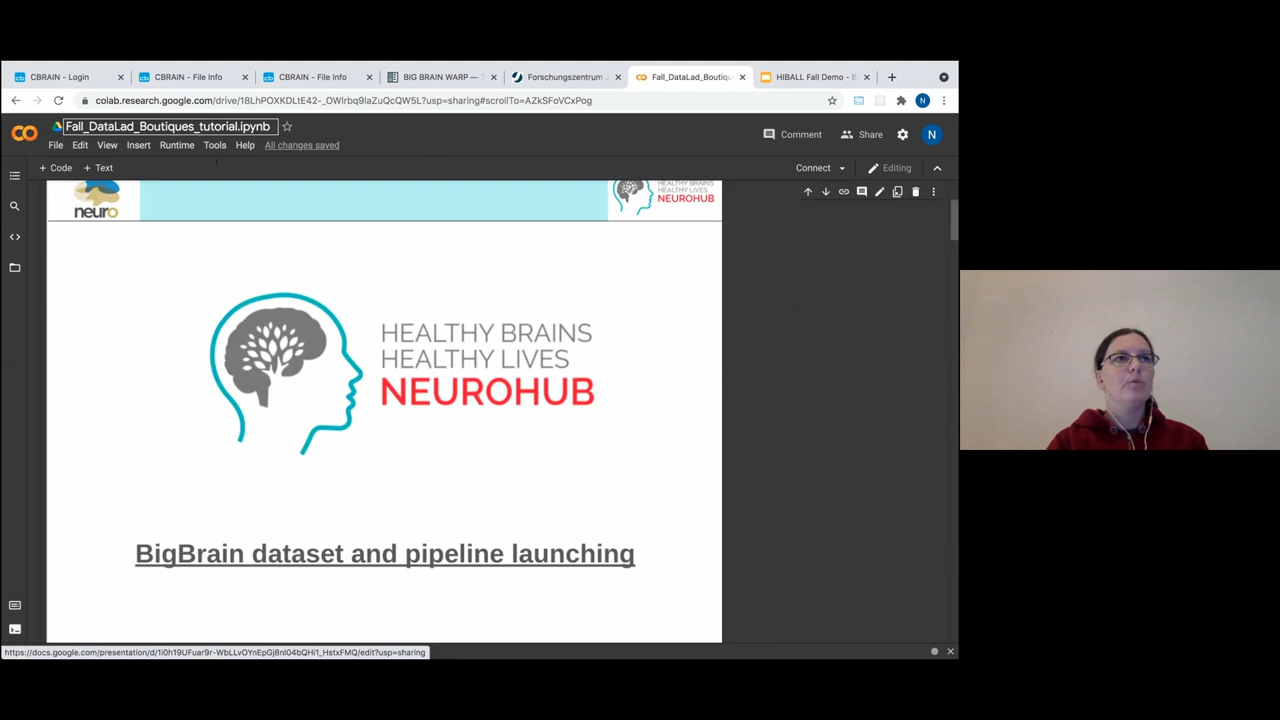 CBRAIN - Login
CBRAIN - File Info
CBRAIN - File Info
BIG BRAIN WARP —
Forschungszentrum J
Fall_DataLad_Boutiqu
HIBALL Fall Demo - B
colab.research.google.com/drive/18LhPOXKDLtE42-_OWlrbq9laZuQcQW5L?usp=sharing#scrollTo=AZkSFoVCxPog
N
Fall_DataLad_Boutiques_tutorial.ipynb
Comment
Share
N
File Edit View Insert Runtime Tools Help All changes saved
+ Code + Text
Connect
Editing
neuro
HEALTHY BRAINS
HEALTHY LIVES
NEUROHUB
HEALTHY BRAINS
HEALTHY LIVES
NEUROHUB
BigBrain dataset and pipeline launching
https://docs.google.com/presentation/d/1i0h19UFuar9r-WbLLvOYnEpGj8nl04bQHi1_HstxFMQ/edit?usp=sharing